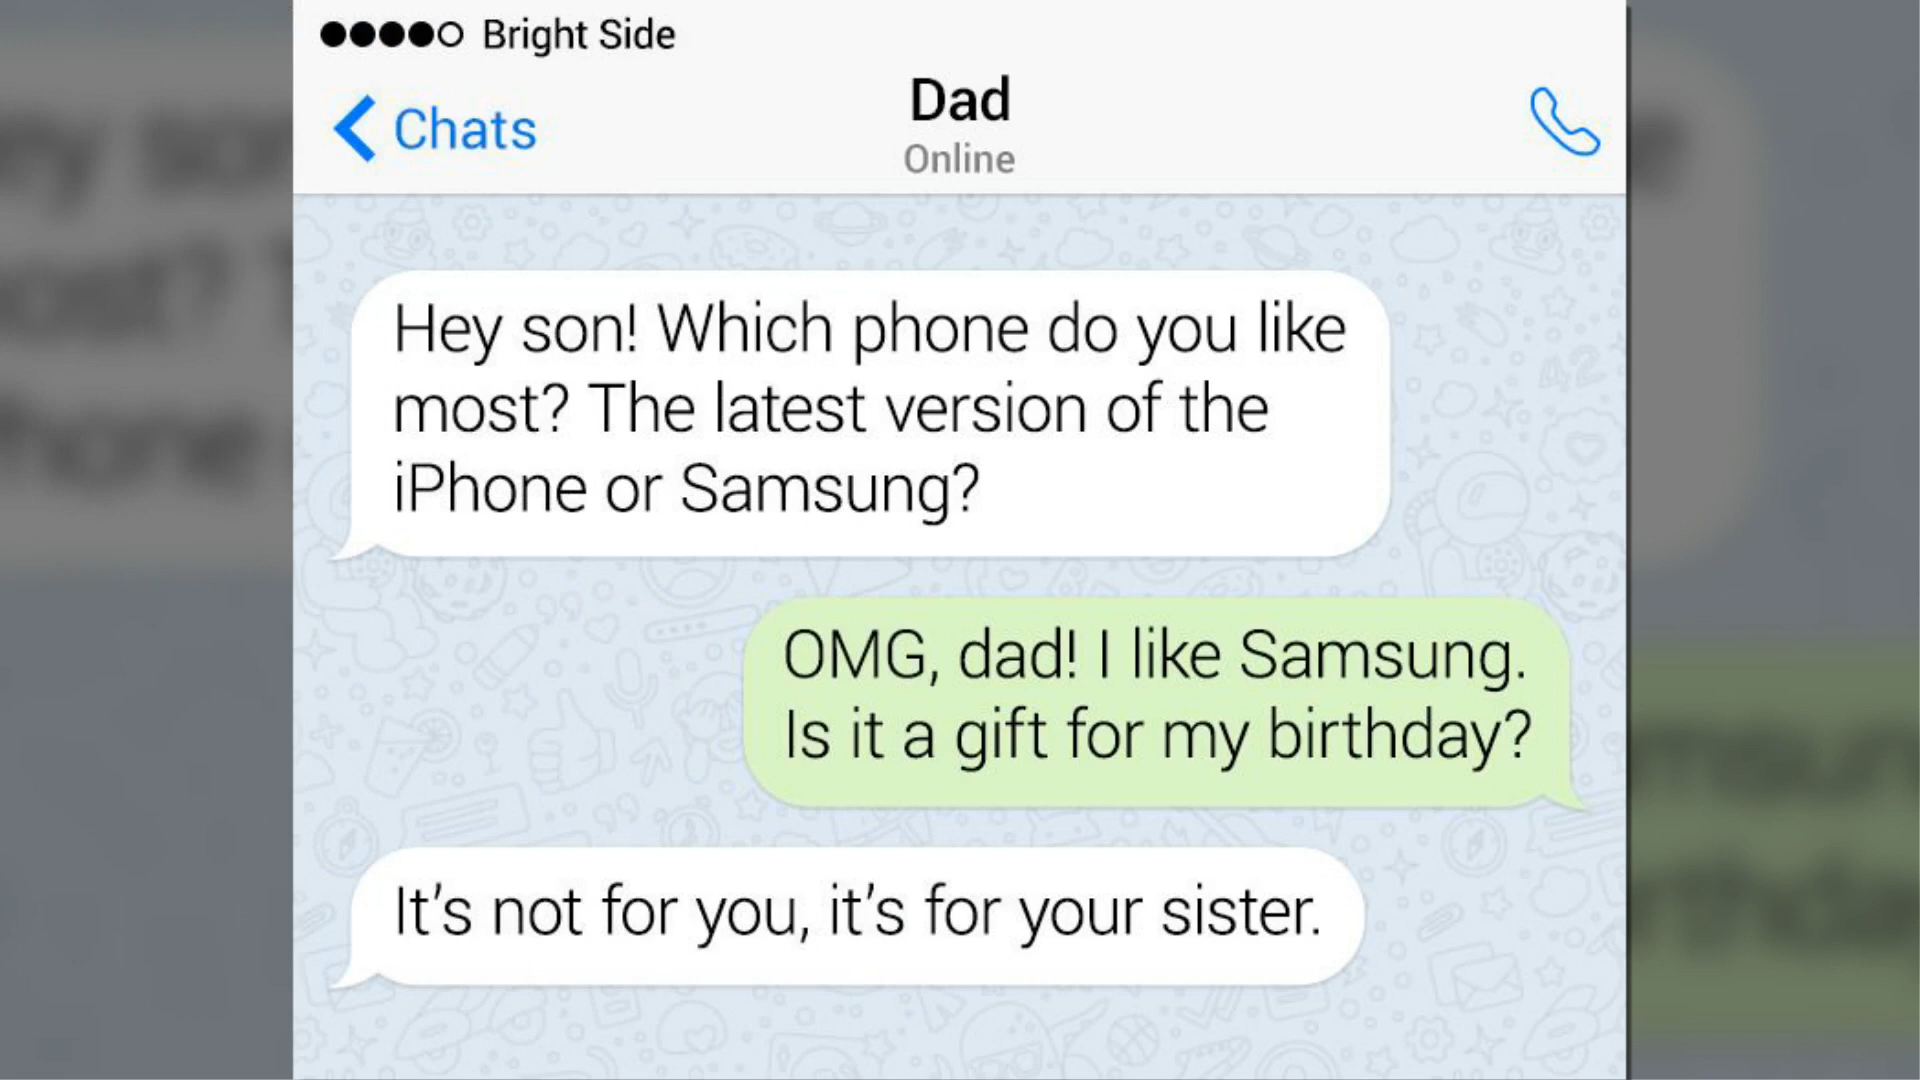 Bright Side
Chats
Dad
Online
Hey son! Which phone do you like
most? The latest version of the
iPhone or Samsung?
OMG, dad! I like Samsung.
Is it a gift for my birthday?
It's not for you, it's for your sister.